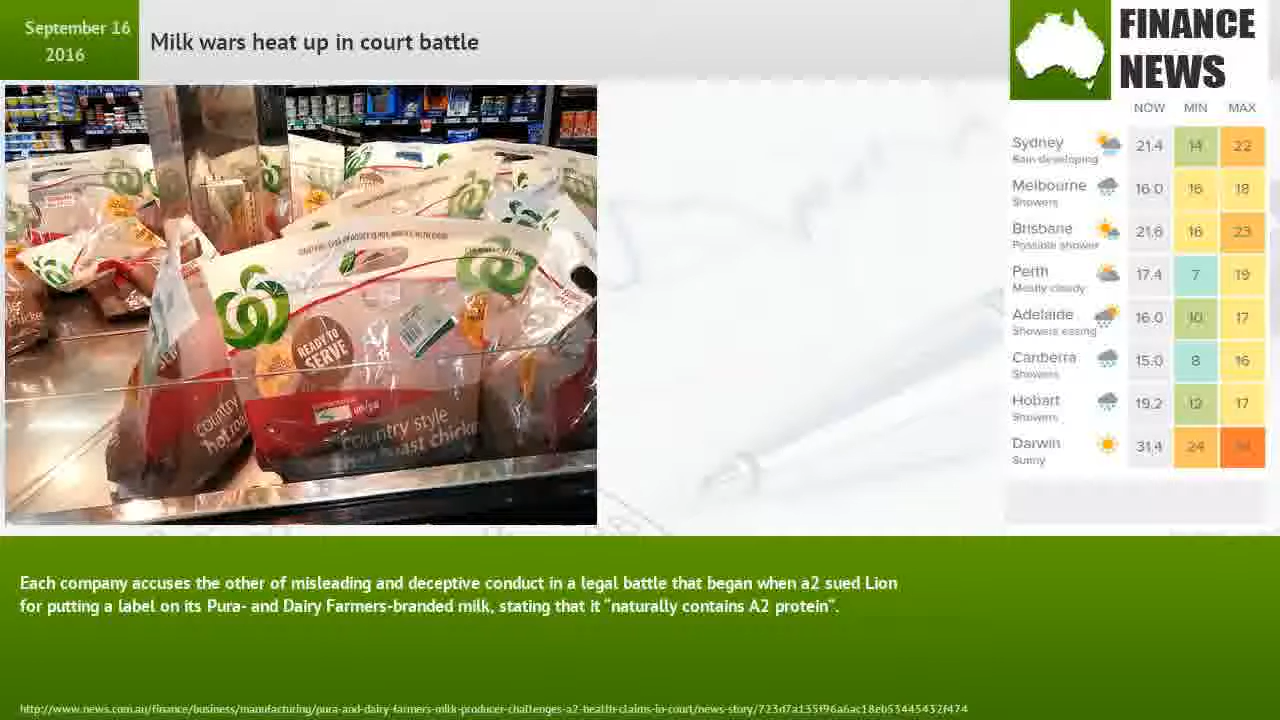 September 16
2016
Milk wars heat up in court battle
FINANCE
NEWS
NOW MIN MAX
Sydney 21.4 14 22
Rain developing
Melbourne 16.0 16 18
Showers
Brisbane 21.6 16 23
Possible shower
Perth 17.4 7 19
Mostly cloudy
Adelaide 16.0 10 17
Showers easing
Canberra 15.0 8 16
Showers
Hobart 19.2 12 17
Showers
Darwin 31.4 24
Sunny
READY TO
SERVE
country
country style
Each company accuses the other of misleading and deceptive conduct in a legal battle that began when a2 sued Lion
for putting a label on its Pura- and Dairy Farmers-branded milk, stating that it "naturally contains A2 protein".